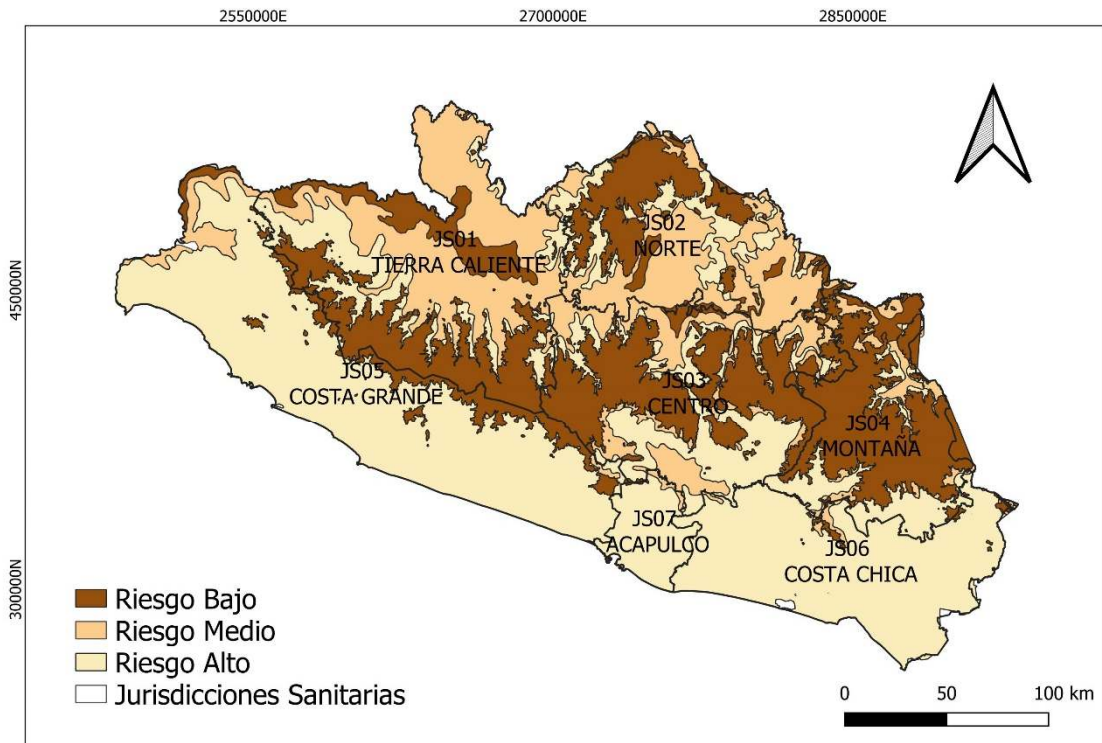 2550000E 2700000E 2850000E
450000N
300000N
JS01
TIERRA CALIENTE
JS02
NORTE
JS05
COSTA GRANDE
JS03
CENTRO
JS04
MONTAÑA
JS07
ACAPULCO
JS06
COSTA CHICA
Riesgo Bajo
Riesgo Medio
Riesgo Alto
Jurisdicciones Sanitarias
0 50 100 km